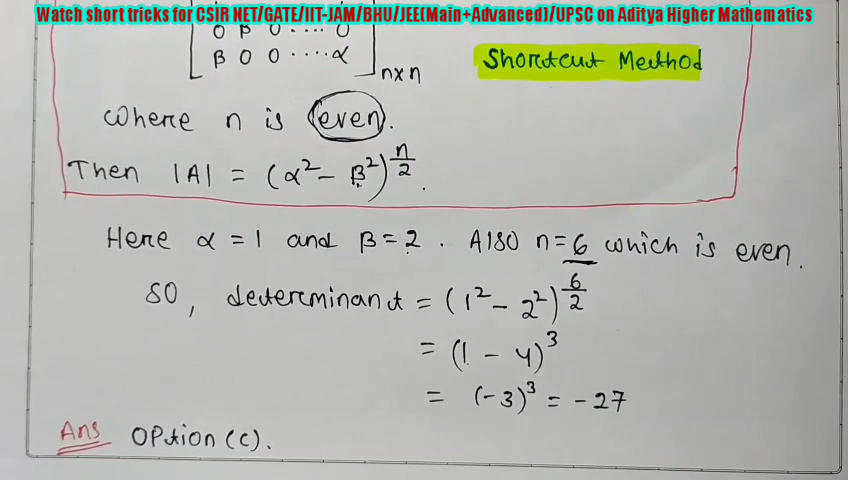 Watch short tricks for CSIR NET/GATE/IIT-JAM/BHU/JEE(Main+Advanced)/UPSC on Aditya Higher Mathematics
0 β 0 .... 0
β 0 0 .... α
n×n
Shortcut Method
Where n is even.
Then |A| = (α² - β²)^(n/2).
Here α = 1 and β = 2. Also n = 6 which is even.
SO, determinant = (1² - 2²)^(6/2)
= (1 - 4)³
= (-3)³ = -27
Ans Option (c).